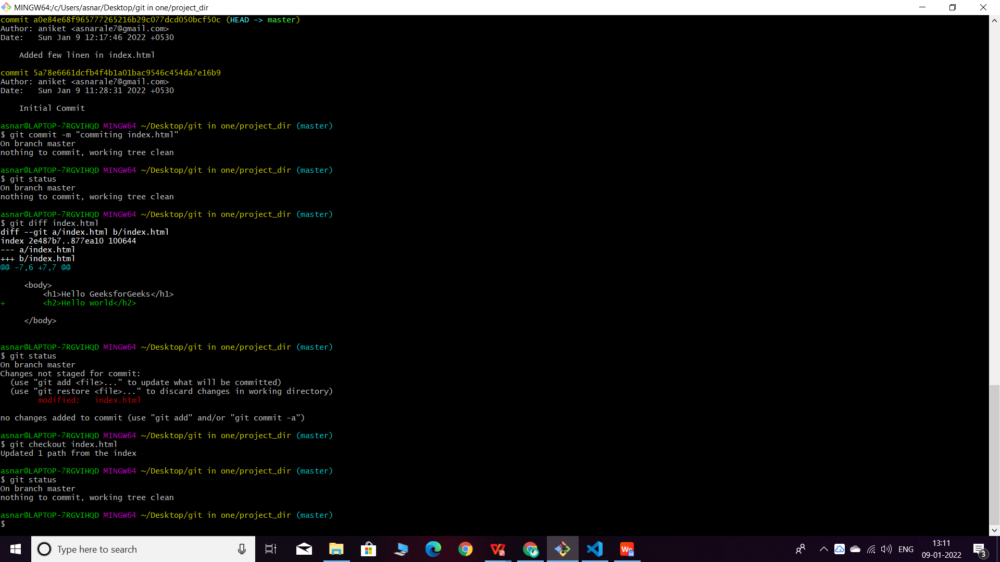 MINGW64:/c/Users/asnar/Desktop/git in one/project_dir
commit a0e84e68f965777265216b29c077dcd050bcf50c (HEAD -> master)
Author: aniket <asnarale7@gmail.com>
Date:   Sun Jan 9 12:17:46 2022 +0530
    Added few linen in index.html
commit 5a78e6661dcfb4f4b1a01bac9546c454da7e16b9
Author: aniket <asnarale7@gmail.com>
Date:   Sun Jan 9 11:28:31 2022 +0530
    Initial Commit
asnar@LAPTOP-7RGVIHQD MINGW64 ~/Desktop/git in one/project_dir (master)
$ git commit -m "commiting index.html"
On branch master
nothing to commit, working tree clean
asnar@LAPTOP-7RGVIHQD MINGW64 ~/Desktop/git in one/project_dir (master)
$ git status
On branch master
nothing to commit, working tree clean
asnar@LAPTOP-7RGVIHQD MINGW64 ~/Desktop/git in one/project_dir (master)
$ git diff index.html
diff --git a/index.html b/index.html
index 2e487b7..877ea10 100644
--- a/index.html
+++ b/index.html
@@ -7,6 +7,7 @@
     <body>
         <h1>Hello GeeksforGeeks</h1>
+        <h2>Hello world</h2>
     </body>
asnar@LAPTOP-7RGVIHQD MINGW64 ~/Desktop/git in one/project_dir (master)
$ git status
On branch master
Changes not staged for commit:
  (use "git add <file>..." to update what will be committed)
  (use "git restore <file>..." to discard changes in working directory)
        modified:   index.html
no changes added to commit (use "git add" and/or "git commit -a")
asnar@LAPTOP-7RGVIHQD MINGW64 ~/Desktop/git in one/project_dir (master)
$ git checkout index.html
Updated 1 path from the index
asnar@LAPTOP-7RGVIHQD MINGW64 ~/Desktop/git in one/project_dir (master)
$ git status
On branch master
nothing to commit, working tree clean
asnar@LAPTOP-7RGVIHQD MINGW64 ~/Desktop/git in one/project_dir (master)
$
Type here to search
ENG
13:11
09-01-2022
3